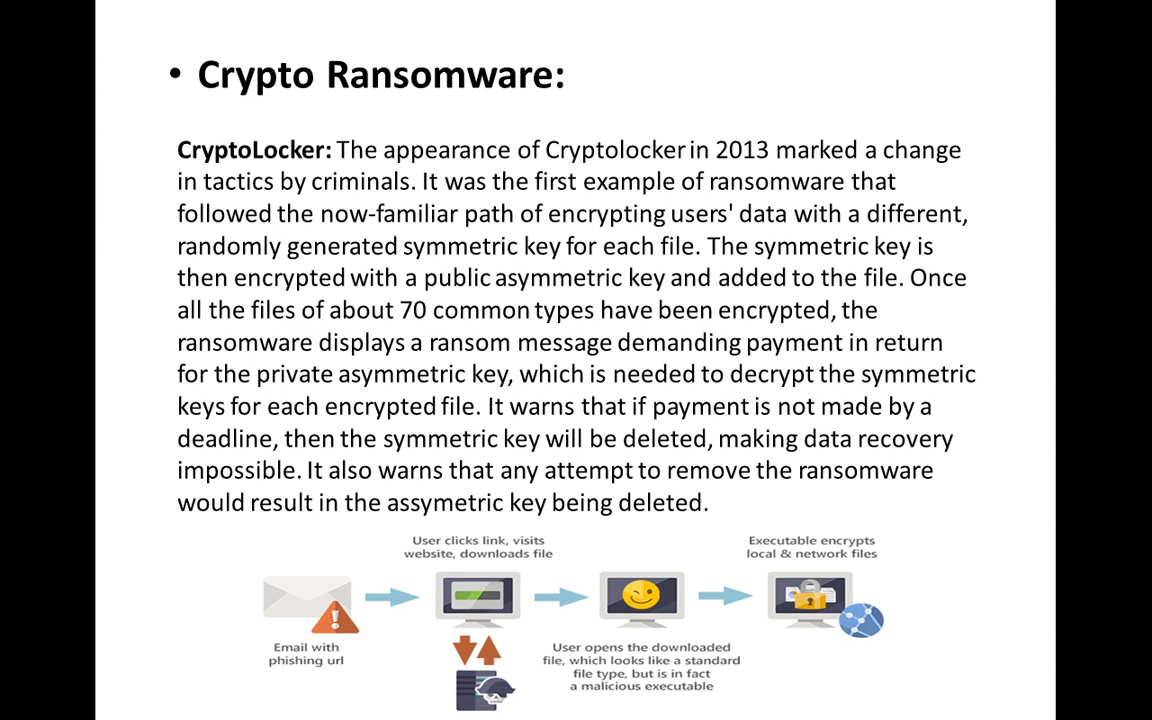 • Crypto Ransomware:
CryptoLocker: The appearance of Cryptolocker in 2013 marked a change
in tactics by criminals. It was the first example of ransomware that
followed the now-familiar path of encrypting users' data with a different,
randomly generated symmetric key for each file. The symmetric key is
then encrypted with a public asymmetric key and added to the file. Once
all the files of about 70 common types have been encrypted, the
ransomware displays a ransom message demanding payment in return
for the private asymmetric key, which is needed to decrypt the symmetric
keys for each encrypted file. It warns that if payment is not made by a
deadline, then the symmetric key will be deleted, making data recovery
impossible. It also warns that any attempt to remove the ransomware
would result in the assymetric key being deleted.
User clicks link, visits
website, downloads file
Executable encrypts
local & network files
Email with
phishing url
User opens the downloaded
file, which looks like a standard
file type, but is in fact
a malicious executable